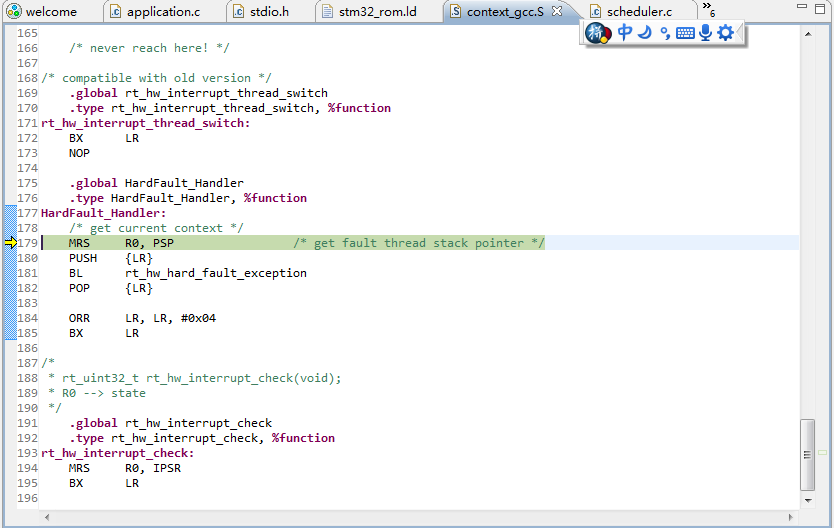 welcome application.c stdio.h stm32_rom.ld context_gcc.S scheduler.c »6
中
165
166 /* never reach here! */
167
168 /* compatible with old version */
169 .global rt_hw_interrupt_thread_switch
170 .type rt_hw_interrupt_thread_switch, %function
171 rt_hw_interrupt_thread_switch:
172 BX LR
173 NOP
174
175 .global HardFault_Handler
176 .type HardFault_Handler, %function
177 HardFault_Handler:
178 /* get current context */
179 MRS R0, PSP /* get fault thread stack pointer */
180 PUSH {LR}
181 BL rt_hw_hard_fault_exception
182 POP {LR}
183
184 ORR LR, LR, #0x04
185 BX LR
186
187 /*
188 * rt_uint32_t rt_hw_interrupt_check(void);
189 * R0 --> state
190 */
191 .global rt_hw_interrupt_check
192 .type rt_hw_interrupt_check, %function
193 rt_hw_interrupt_check:
194 MRS R0, IPSR
195 BX LR
196